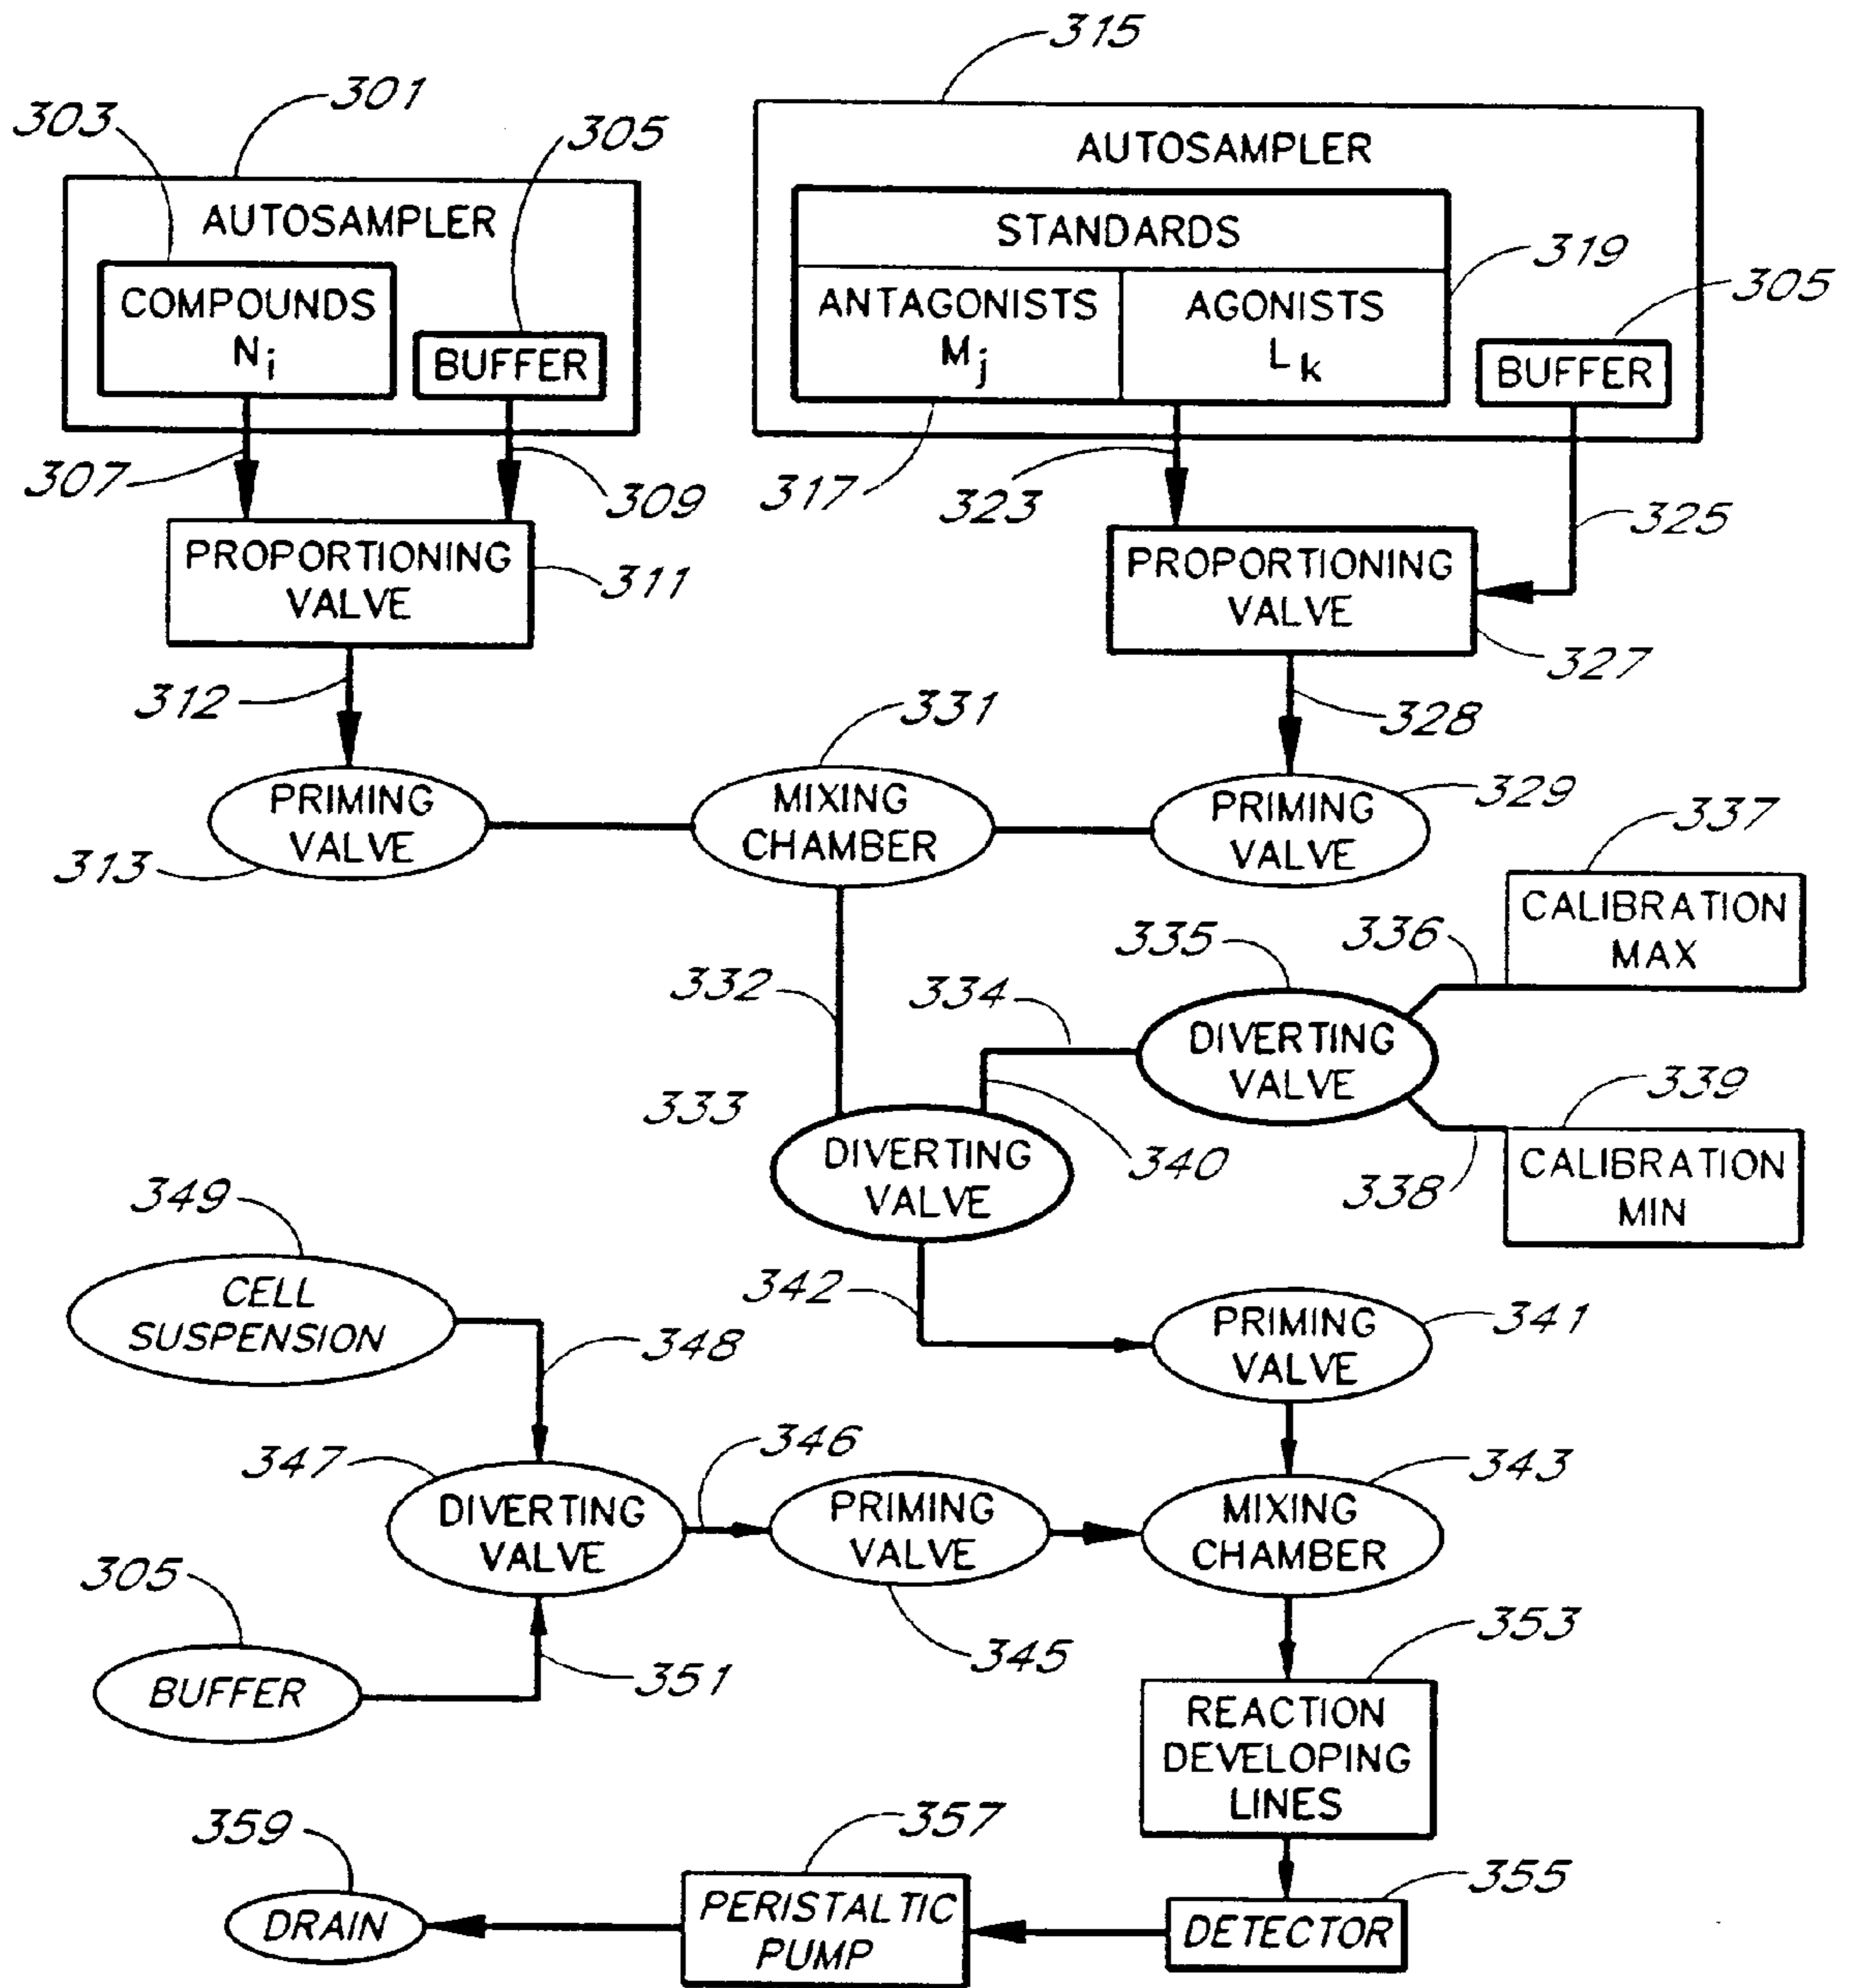 315
301
303
305
AUTOSAMPLER
AUTOSAMPLER
STANDARDS
319
305
COMPOUNDS
Ni
BUFFER
ANTAGONISTS
Mj
AGONISTS
Lk
BUFFER
307
309
317
323
325
PROPORTIONING
VALVE
311
PROPORTIONING
VALVE
327
312
331
328
PRIMING
VALVE
313
MIXING
CHAMBER
PRIMING
VALVE
329
337
CALIBRATION
MAX
335
336
332
334
DIVERTING
VALVE
333
339
DIVERTING
VALVE
340
338
CALIBRATION
MIN
349
CELL
SUSPENSION
342
PRIMING
VALVE
341
348
346
347
343
DIVERTING
VALVE
PRIMING
VALVE
MIXING
CHAMBER
305
345
353
BUFFER
351
REACTION
DEVELOPING
LINES
359
357
355
DRAIN
PERISTALTIC
PUMP
DETECTOR